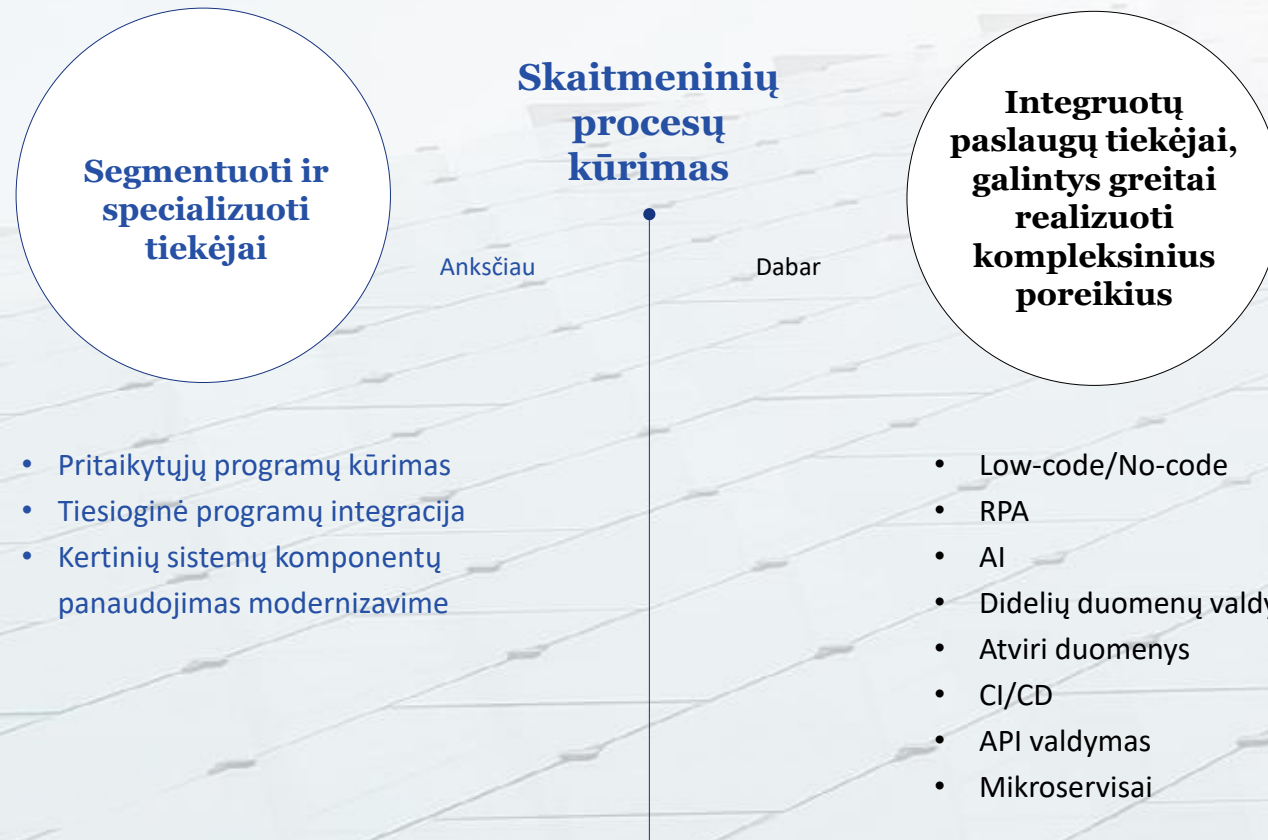 Segmentuoti ir
specializuoti
tiekėjai
Skaitmeninių
procesų
kūrimas
Anksčiau
Dabar
Integruotų
paslaugų tiekėjai,
galintys greitai
realizuoti
kompleksinius
poreikius
• Pritaikytųjų programų kūrimas
• Tiesioginė programų integracija
• Kertinių sistemų komponentų
panaudojimas modernizavime
• Low-code/No-code
• RPA
• AI
• Didelių duomenų
• Atviri duomenys
• CI/CD
• API valdymas
• Mikroservisai